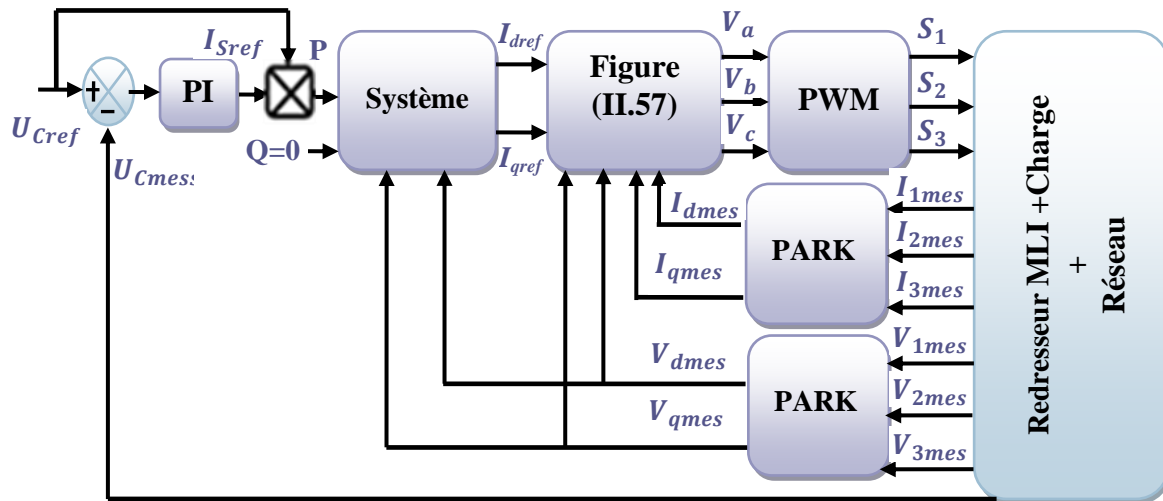 I_Sref
P
+
-
U_Cref
U_Cmes
PI
Q=0
Système
I_dref
I_qref
Figure
(II.57)
V_a
V_b
V_c
PWM
S_1
S_2
S_3
I_dmes
I_qmes
PARK
I_1mes
I_2mes
I_3mes
V_dmes
V_qmes
PARK
V_1mes
V_2mes
V_3mes
Redresseur MLI +Charge
+
Réseau